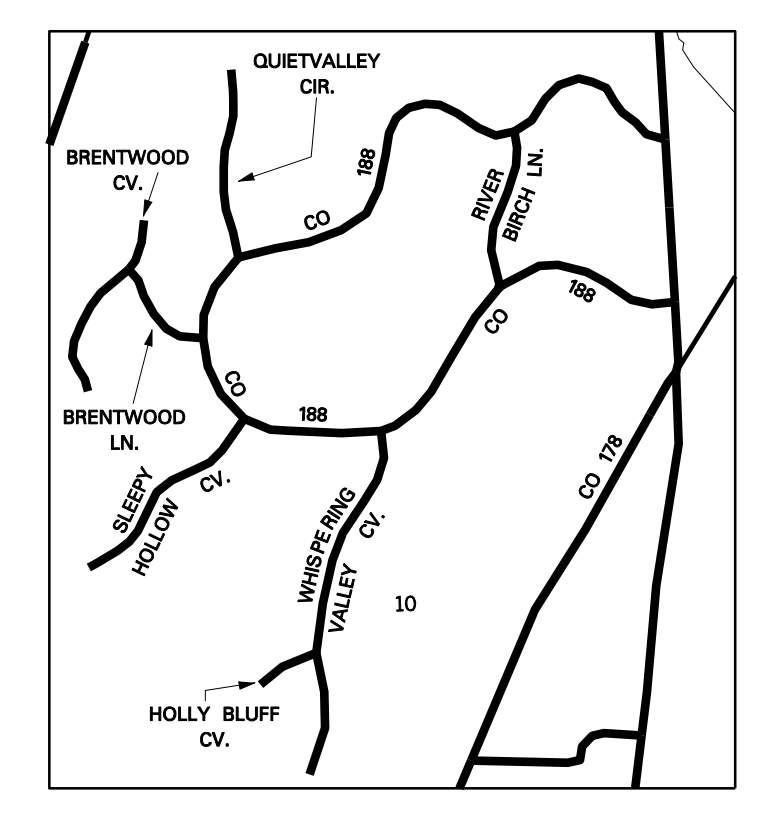 QUIETVALLEY
CIR.
BRENTWOOD
CV.
188
CO
RIVER
BIRCH LN.
188
CO
CO
188
BRENTWOOD
LN.
CO 178
SLEEPY
HOLLOW
CV.
WHISPERING
VALLEY
CV.
10
HOLLY BLUFF
CV.